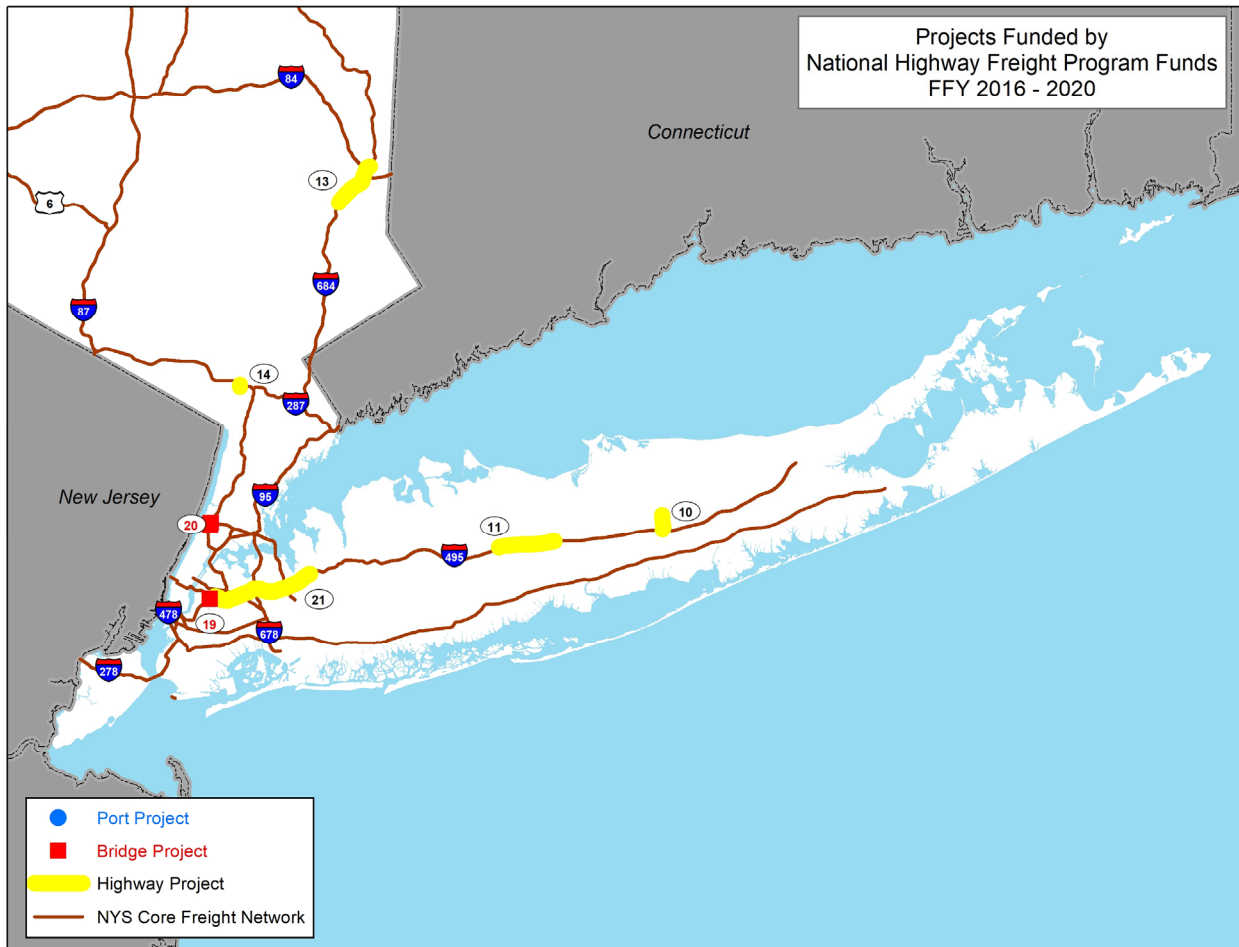 Projects Funded by
National Highway Freight Program Funds
FFY 2016 - 2020
84
Connecticut
13
6
684
87
14
287
New Jersey
95
20
10
11
495
21
478
19
678
278
Port Project
Bridge Project
Highway Project
NYS Core Freight Network